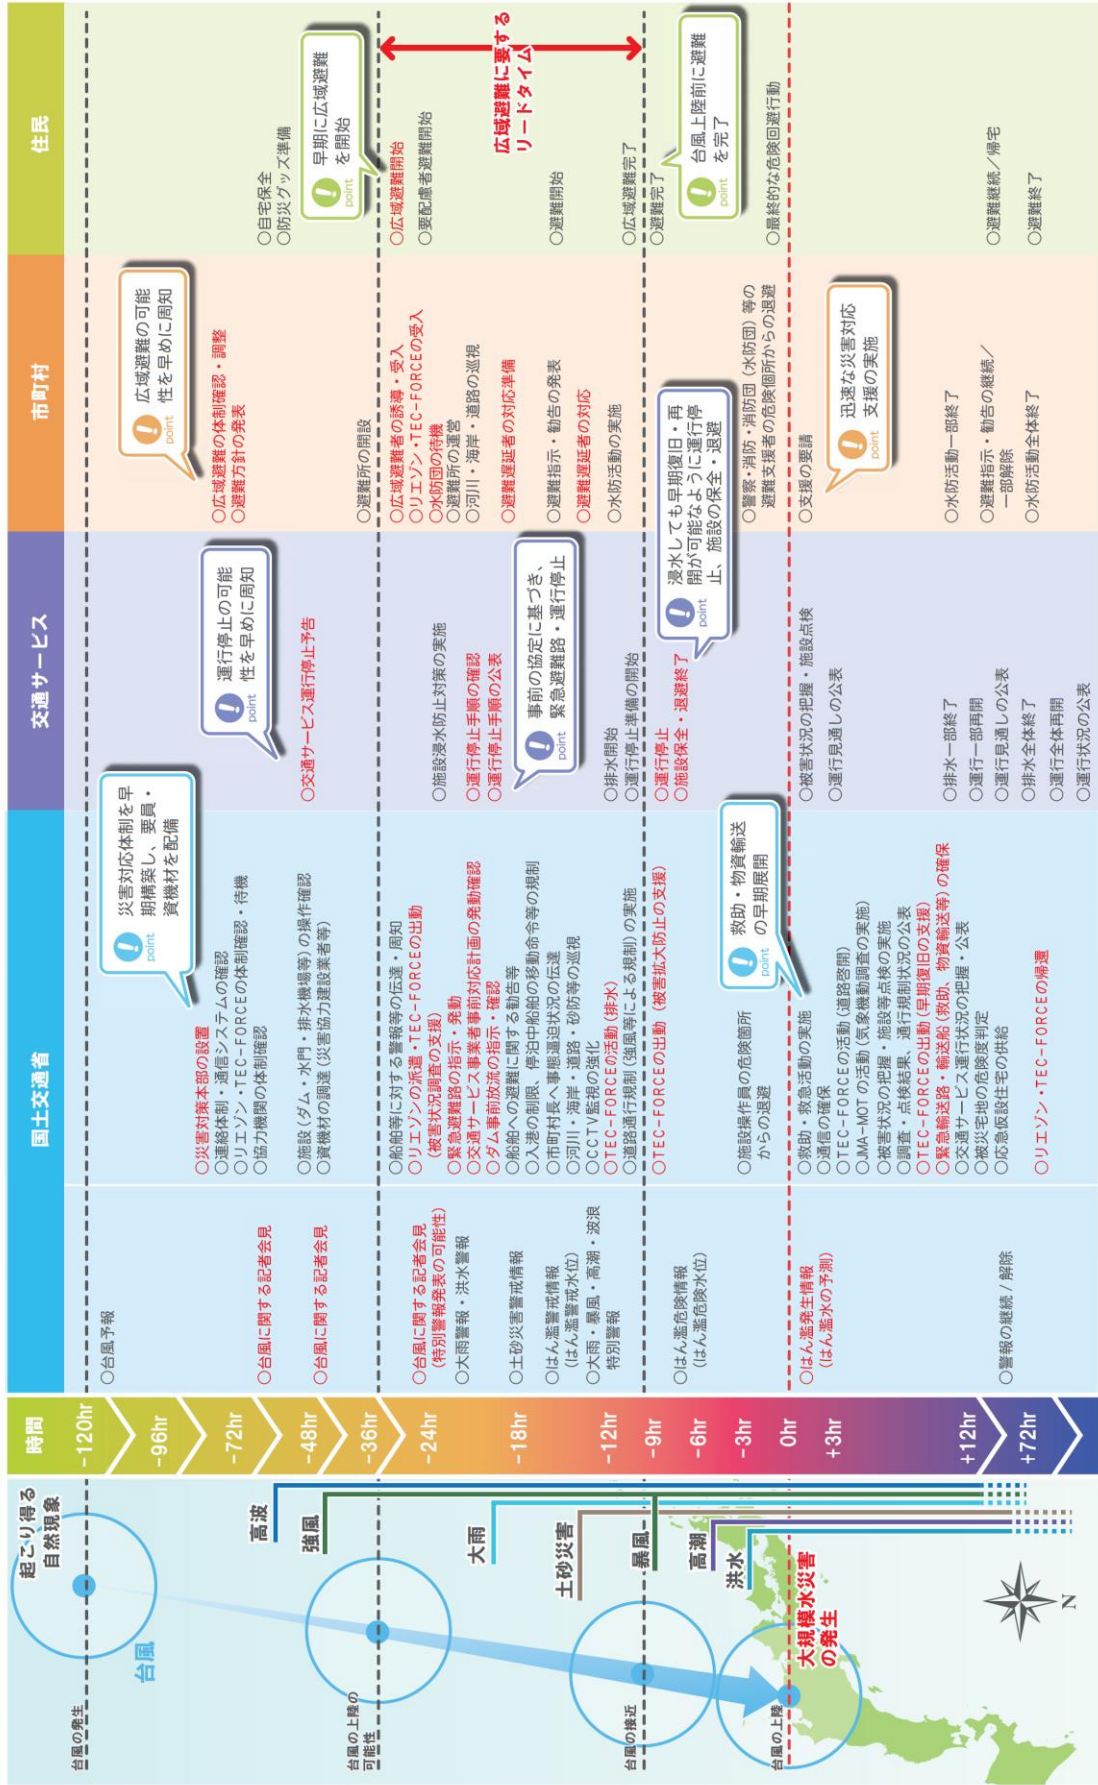 起こり得る
自然現象
時間
国土交通省
交通サービス
市町村
住民
台風
台風の発生
台風の上陸の
可能性
台風の接近
台風の上陸
大規模水災害
の発生
高波
強風
大雨
土砂災害
暴風
高潮
洪水
N
-120hr
-96hr
-72hr
-48hr
-36hr
-24hr
-18hr
-12hr
-9hr
-6hr
-3hr
0hr
+3hr
+12hr
+72hr
○台風予報
○台風に関する記者会見
○台風に関する記者会見
○台風に関する記者会見
(特別警報発表の可能性)
○大雨警報・洪水警報
○土砂災害警戒情報
○はん濫警戒情報
(はん濫警戒水位)
○大雨・暴風・高潮・波浪
特別警報
○はん濫危険情報
(はん濫危険水位)
○はん濫発生情報
(はん濫水の予測)
○警報の継続/解除
point
災害対応体制を早
期構築し、要員・
資機材を配備
○災害対策本部の設置
○連絡体制・通信システムの確認
○リエゾン・TEC-FORCEの体制確認・待機
○協力機関の体制確認
○施設(ダム・水門・排水機場等)の操作確認
○資機材の調達(災害協力建設業者等)
○船舶等に対する警報等の伝達・周知
○リエゾンの派遣・TEC-FORCEの出動
(被害状況調査の支援)
○緊急避難路の指示・発動
○交通サービス事業者事前対応計画の発動確認
○ダム事前放流の指示・確認
○船舶への避難に関する勧告等
○入港の制限、停泊中船舶の移動命令等の規制
○市町村長へ事態逼迫状況の伝達
○河川・海岸・道路・砂防等の巡視
○CCTV監視の強化
○TEC-FORCEの活動(排水)
○道路通行規制(強風等による規制)の実施
○TEC-FORCEの出動(被害拡大防止の支援)
○施設操作員の危険箇所
からの退避
point
救助・物資輸送
の早期展開
○救助・救急活動の実施
○通信の確保
○TEC-FORCEの活動(道路啓開)
○JMA-MOTの活動(気象機動調査の実施)
○被害状況の把握・施設等点検の実施
○調査・点検結果、通行規制状況の公表
○TEC-FORCEの出動(早期復旧の支援)
○緊急輸送路・輸送船(救助、物資輸送等)の確保
○交通サービス運行状況の把握・公表
○被災宅地の危険度判定
○応急仮設住宅の供給
○リエゾン・TEC-FORCEの帰還
point
運行停止の可能
性を早めに周知
○交通サービス運行停止予告
○施設浸水防止対策の実施
○運行停止手順の確認
○運行停止手順の公表
point
事前の協定に基づき、
緊急避難路・運行停止
○排水開始
○運行停止準備の開始
○運行停止
○施設保全・退避終了
point
浸水しても早期復旧・再
開が可能なように運行停
止、施設の保全・退避
○被害状況の把握・施設点検
○運行見通しの公表
○排水一部終了
○運行一部再開
○運行見通しの公表
○排水全体終了
○運行全体再開
○運行状況の公表
point
広域避難の可能
性を早めに周知
○広域避難の体制確認・調整
○避難方針の発表
○避難所の開設
○広域避難者の誘導・受入
○リエゾン・TEC-FORCEの受入
○水防団の待機
○避難所の運営
○河川・海岸・道路の巡視
○避難遅延者の対応準備
○避難指示・勧告の発表
○避難遅延者の対応
○水防活動の実施
○警察・消防・消防団(水防団)等の
避難支援者の危険個所からの退避
○支援の要請
point
迅速な災害対応
支援の実施
○水防活動一部終了
○避難指示・勧告の継続/
一部解除
○水防活動全体終了
○自宅保全
○防災グッズ準備
point
早期に広域避難
を開始
○広域避難開始
○要配慮者避難開始
広域避難に要する
リードタイム
○避難開始
○広域避難完了
○避難完了
point
台風上陸前に避難
を完了
○最終的な危険回避行動
○避難継続/帰宅
○避難終了